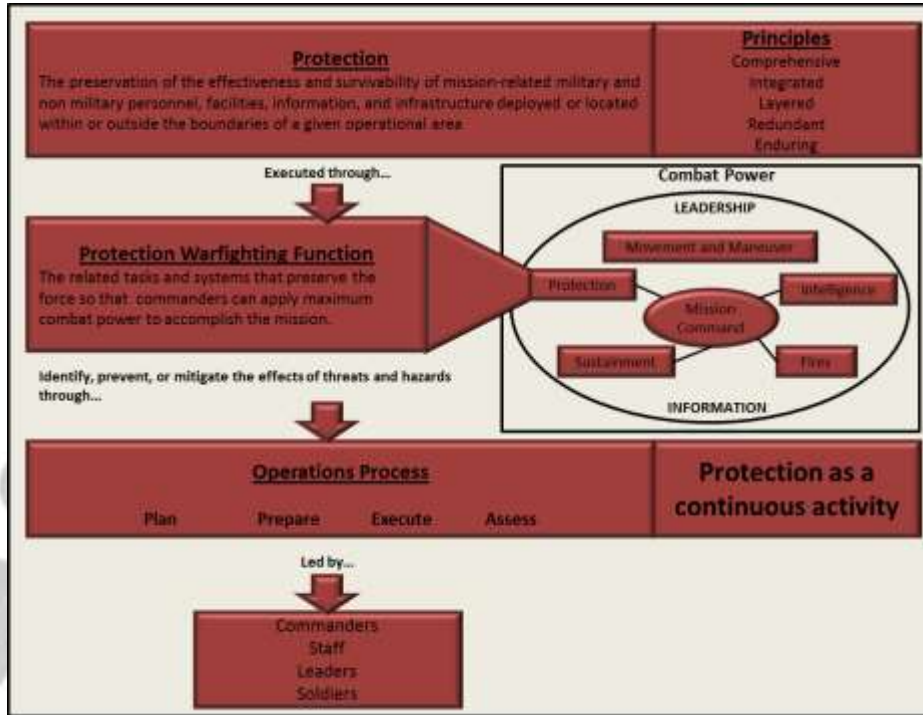 Protection
The preservation of the effectiveness and survivability of mission-related military and
non military personnel, facilities, information, and infrastructure deployed or located
within or outside the boundaries of a given operational area
Principles
Comprehensive
Integrated
Layered
Redundant
Enduring
Executed through...
Protection Warfighting Function
The related tasks and systems that preserve the
force so that. commanders can apply maximum
combat power to accomplish the mission.
Combat Power
LEADERSHIP
Movement and Maneuver
Protection
Intelligence
Mission
Command
Sustainment
Fires
INFORMATION
Identify, prevent, or mitigate the effects of threats and hazards
through...
Operations Process
Plan Prepare Execute Assess
Protection as a
continuous activity
Led by...
Commanders
Staff
Leaders
Soldiers